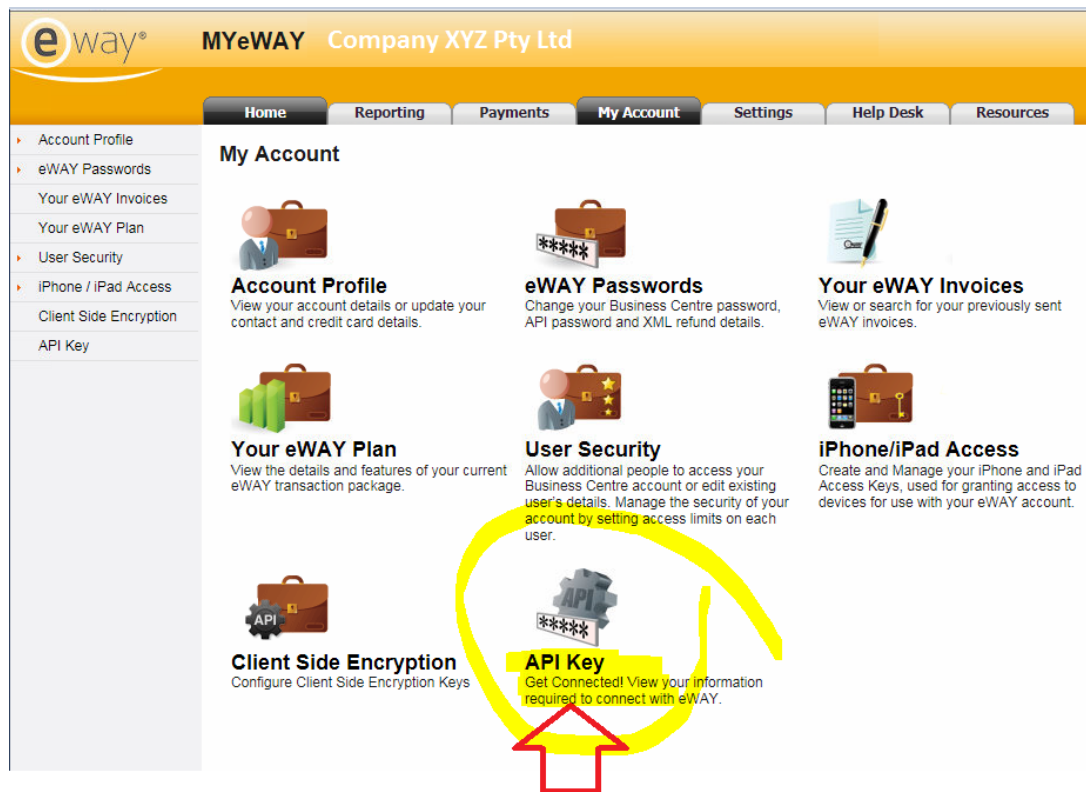 eway®
MYeWAY Company XYZ Pty Ltd
Home Reporting Payments My Account Settings Help Desk Resources
Account Profile
eWAY Passwords
Your eWAY Invoices
Your eWAY Plan
User Security
iPhone / iPad Access
Client Side Encryption
API Key
My Account
*****
Account Profile
View your account details or update your
contact and credit card details.
eWAY Passwords
Change your Business Centre password,
API password and XML refund details.
Your eWAY Invoices
View or search for your previously sent
eWAY invoices.
Your eWAY Plan
View the details and features of your current
eWAY transaction package.
User Security
Allow additional people to access your
Business Centre account or edit existing
user's details. Manage the security of your
account by setting access limits on each
user.
iPhone/iPad Access
Create and Manage your iPhone and iPad
Access Keys, used for granting access to
devices for use with your eWAY account.
API
Client Side Encryption
Configure Client Side Encryption Keys
API
*****
API Key
Get Connected! View your information
required to connect with eWAY.